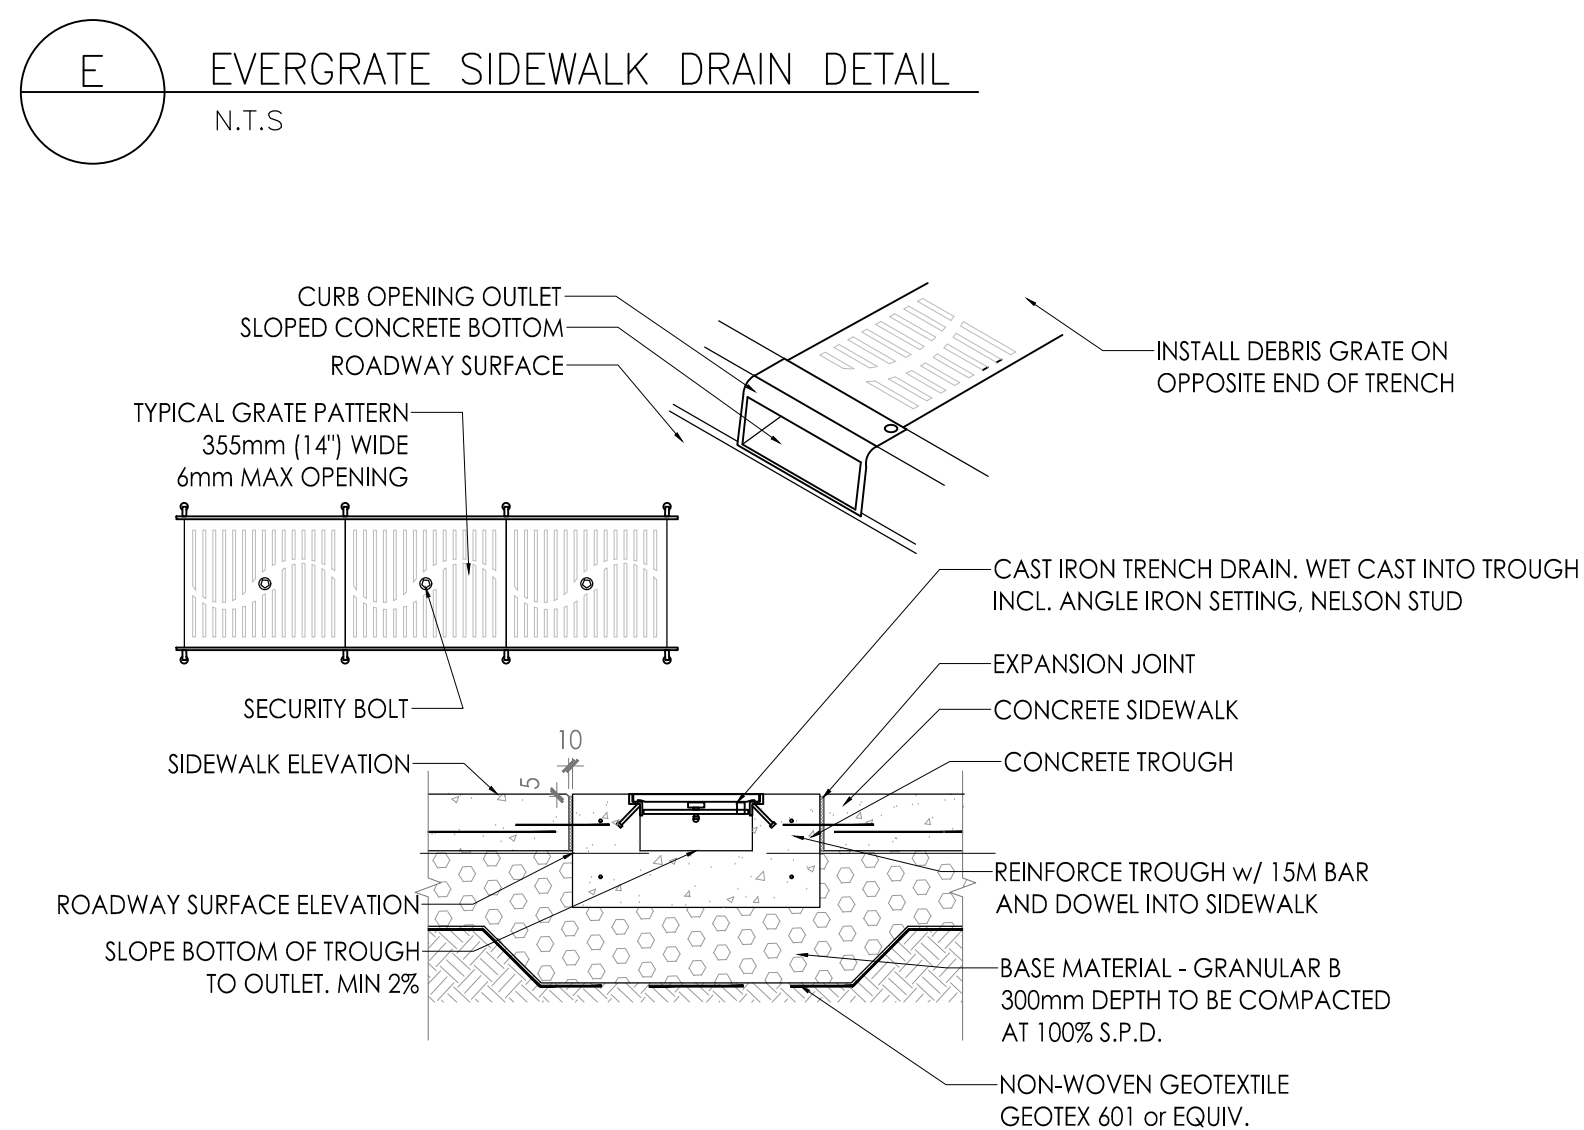 E
EVERGRATE SIDEWALK DRAIN DETAIL
N.T.S
CURB OPENING OUTLET
SLOPED CONCRETE BOTTOM
ROADWAY SURFACE
INSTALL DEBRIS GRATE ON
OPPOSITE END OF TRENCH
TYPICAL GRATE PATTERN
355mm (14") WIDE
6mm MAX OPENING
SECURITY BOLT
CAST IRON TRENCH DRAIN. WET CAST INTO TROUGH
INCL. ANGLE IRON SETTING, NELSON STUD
EXPANSION JOINT
CONCRETE SIDEWALK
CONCRETE TROUGH
10
5
SIDEWALK ELEVATION
ROADWAY SURFACE ELEVATION
SLOPE BOTTOM OF TROUGH
TO OUTLET. MIN 2%
REINFORCE TROUGH w/ 15M BAR
AND DOWEL INTO SIDEWALK
BASE MATERIAL - GRANULAR B
300mm DEPTH TO BE COMPACTED
AT 100% S.P.D.
NON-WOVEN GEOTEXTILE
GEOTEX 601 or EQUIV.